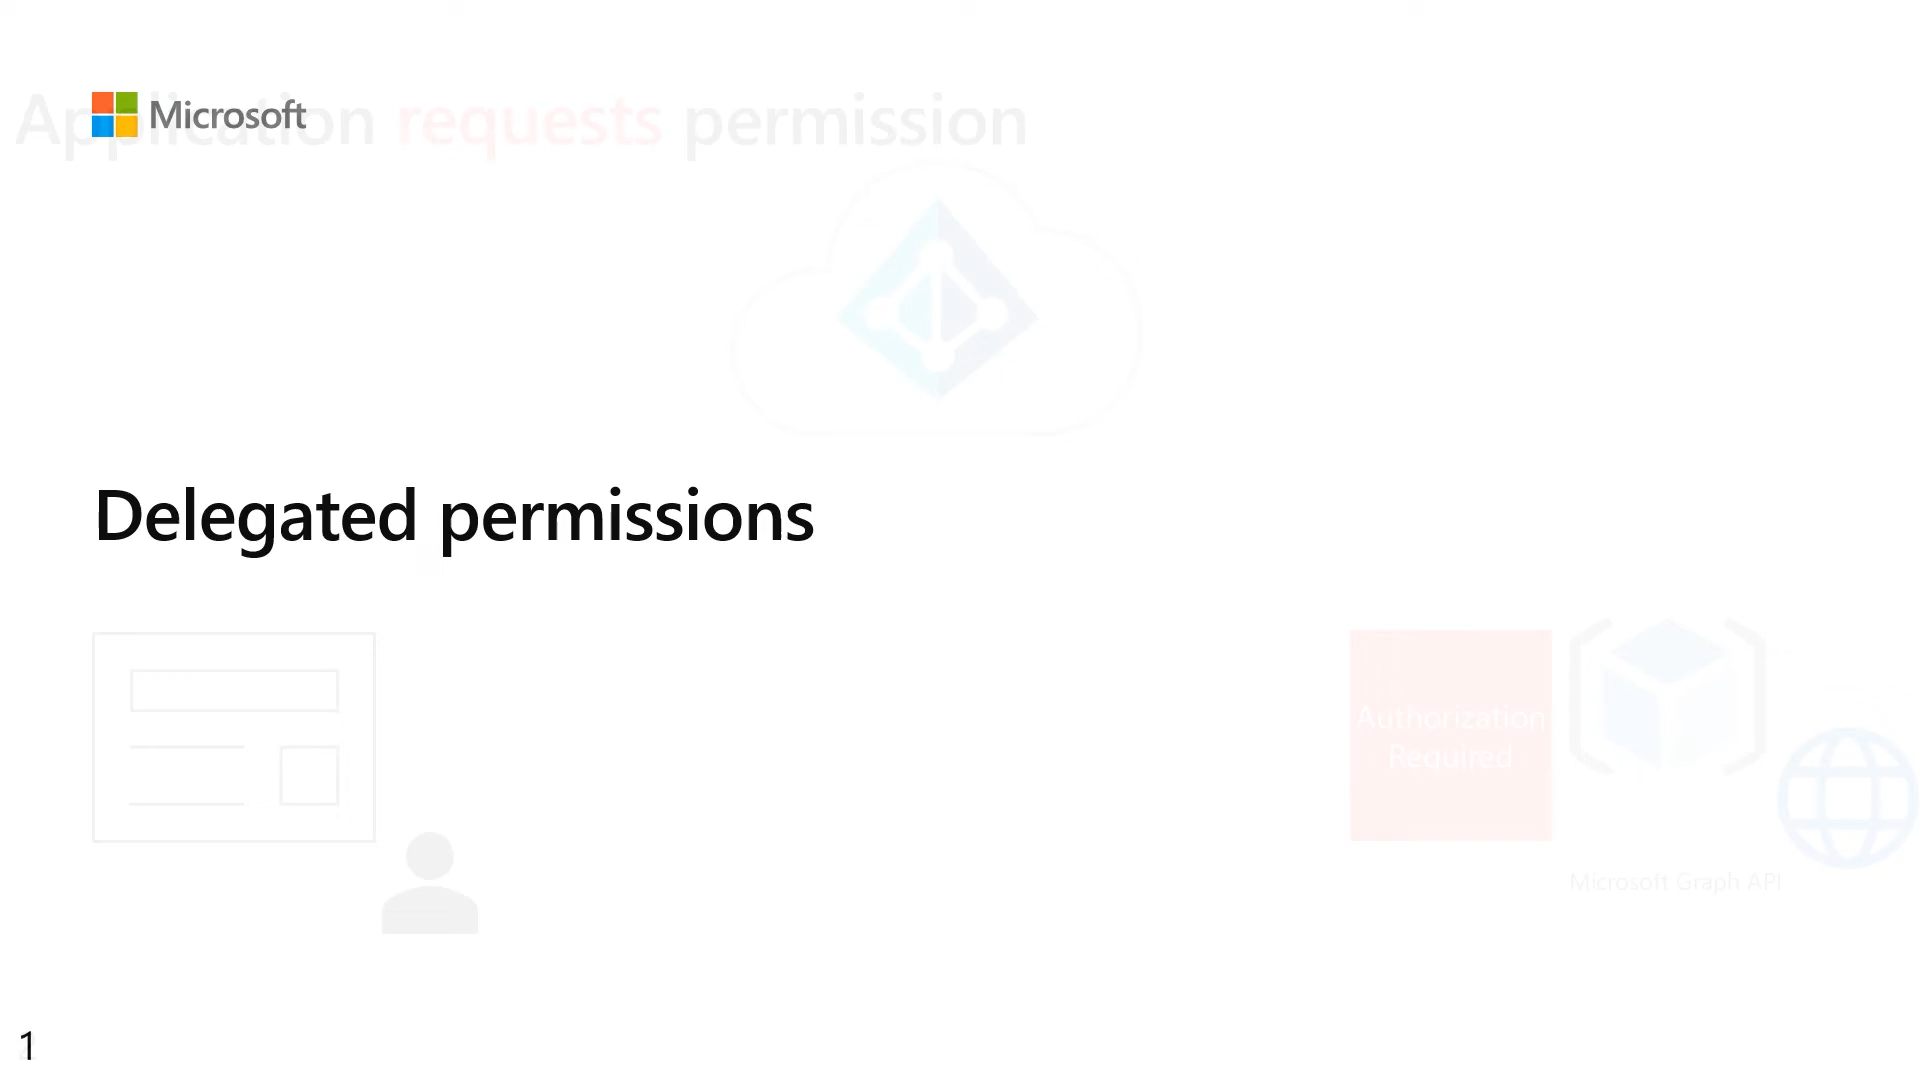 Microsoft
Application requests permission
Delegated permissions
Authorization
Required
Microsoft Graph API
1